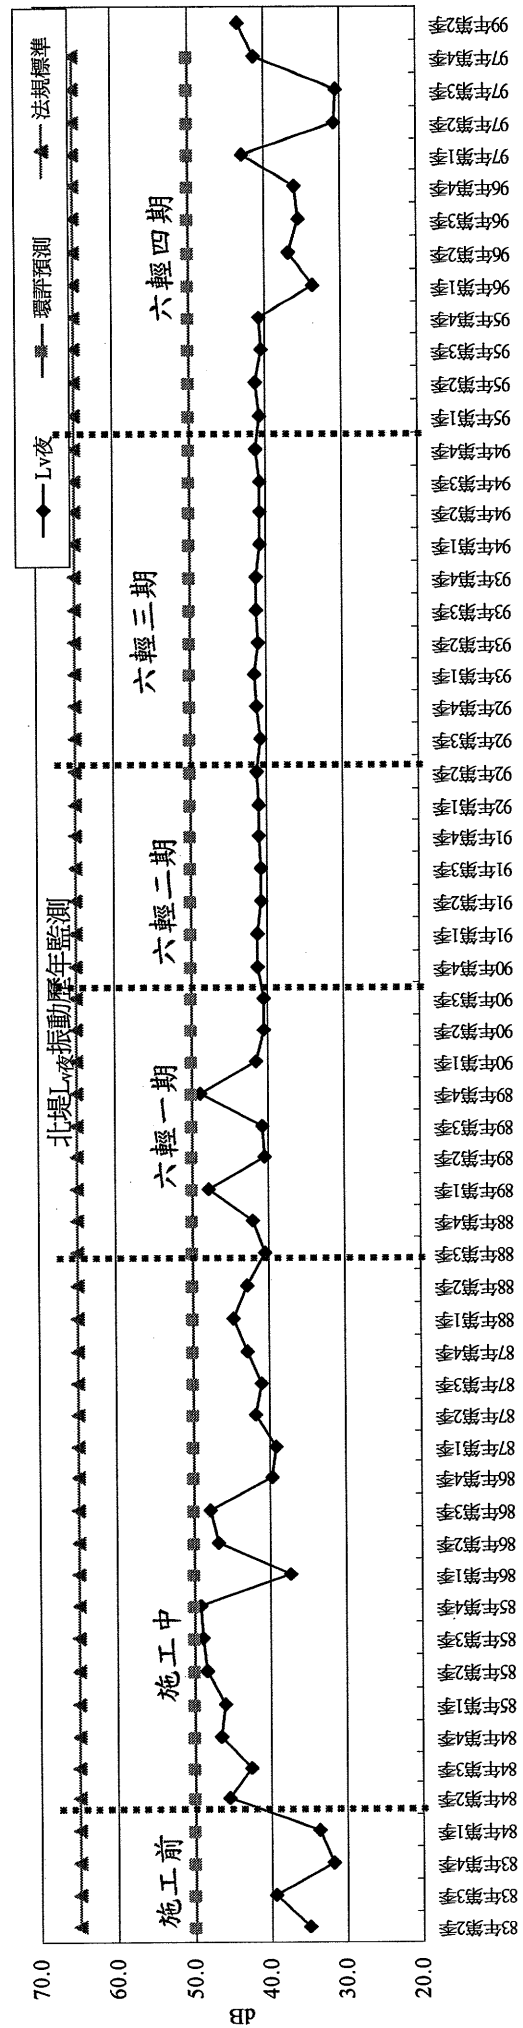 北堤Lv夜振動歷年監測
Lv夜
環評預測
法規標準
70.0
60.0
50.0
40.0
30.0
20.0
dB
施工前
施工中
六輕一期
六輕二期
六輕三期
六輕四期
83年第2季
83年第3季
83年第4季
84年第1季
84年第2季
84年第3季
84年第4季
85年第1季
85年第2季
85年第3季
85年第4季
86年第1季
86年第2季
86年第3季
86年第4季
87年第1季
87年第2季
87年第3季
87年第4季
88年第1季
88年第2季
88年第3季
88年第4季
89年第1季
89年第2季
89年第3季
89年第4季
90年第1季
90年第2季
90年第3季
90年第4季
91年第1季
91年第2季
91年第3季
91年第4季
92年第1季
92年第2季
92年第3季
92年第4季
93年第1季
93年第2季
93年第3季
93年第4季
94年第1季
94年第2季
94年第3季
94年第4季
95年第1季
95年第2季
95年第3季
95年第4季
96年第1季
96年第2季
96年第3季
96年第4季
97年第1季
97年第2季
97年第3季
97年第4季
99年第2季